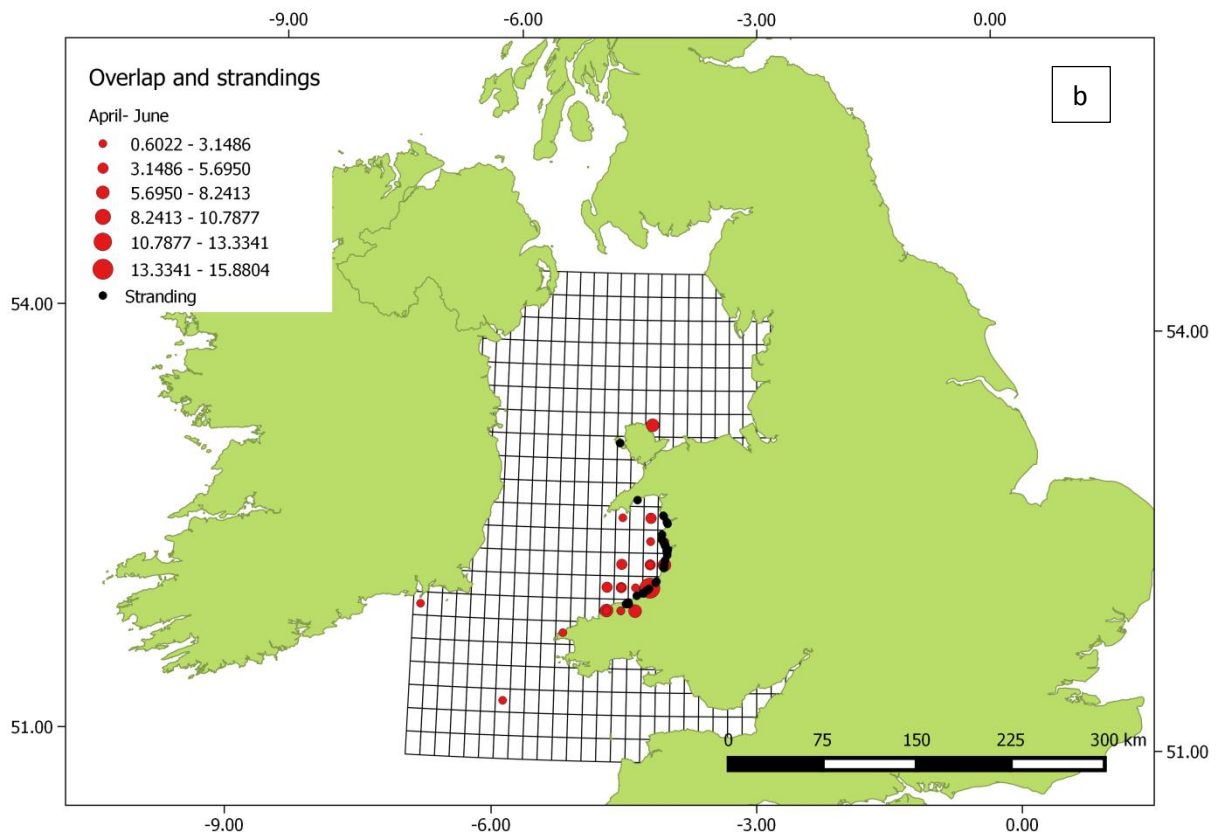 -9.00 -6.00 -3.00 0.00
Overlap and strandings
April- June
0.6022 - 3.1486
3.1486 - 5.6950
5.6950 - 8.2413
8.2413 - 10.7877
10.7877 - 13.3341
13.3341 - 15.8804
Stranding
b
54.00 54.00
51.00 51.00
0 75 150 225 300 km
-9.00 -6.00 -3.00 0.00